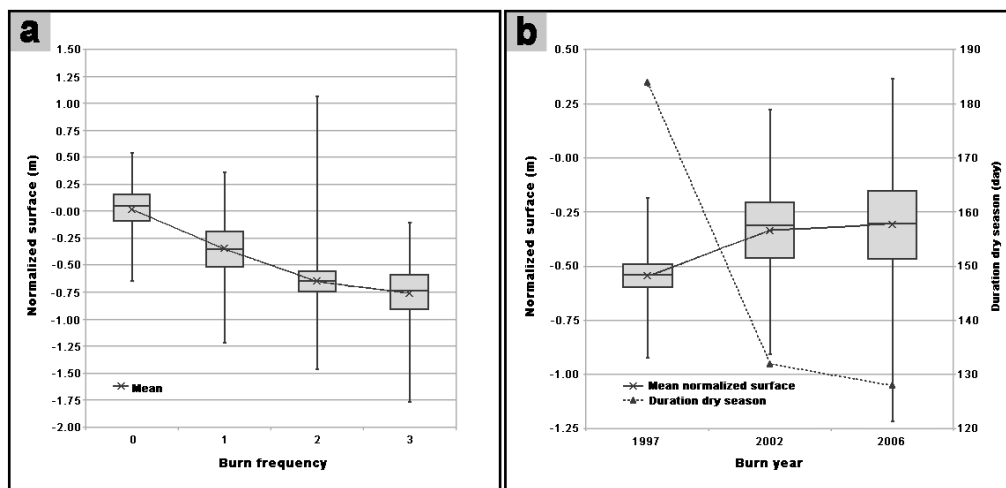 a
1.50
1.25
1.00
0.75
0.50
0.25
-0.00
-0.25
-0.50
-0.75
-1.00
-1.25
-1.50
-1.75
-2.00
Normalized surface (m)
Mean
0 1 2 3
Burn frequency
b
0.50
0.25
-0.00
-0.25
-0.50
-0.75
-1.00
-1.25
Normalized surface (m)
190
180
170
160
150
140
130
120
Duration dry season (day)
Mean normalized surface
Duration dry season
1997 2002 2006
Burn year